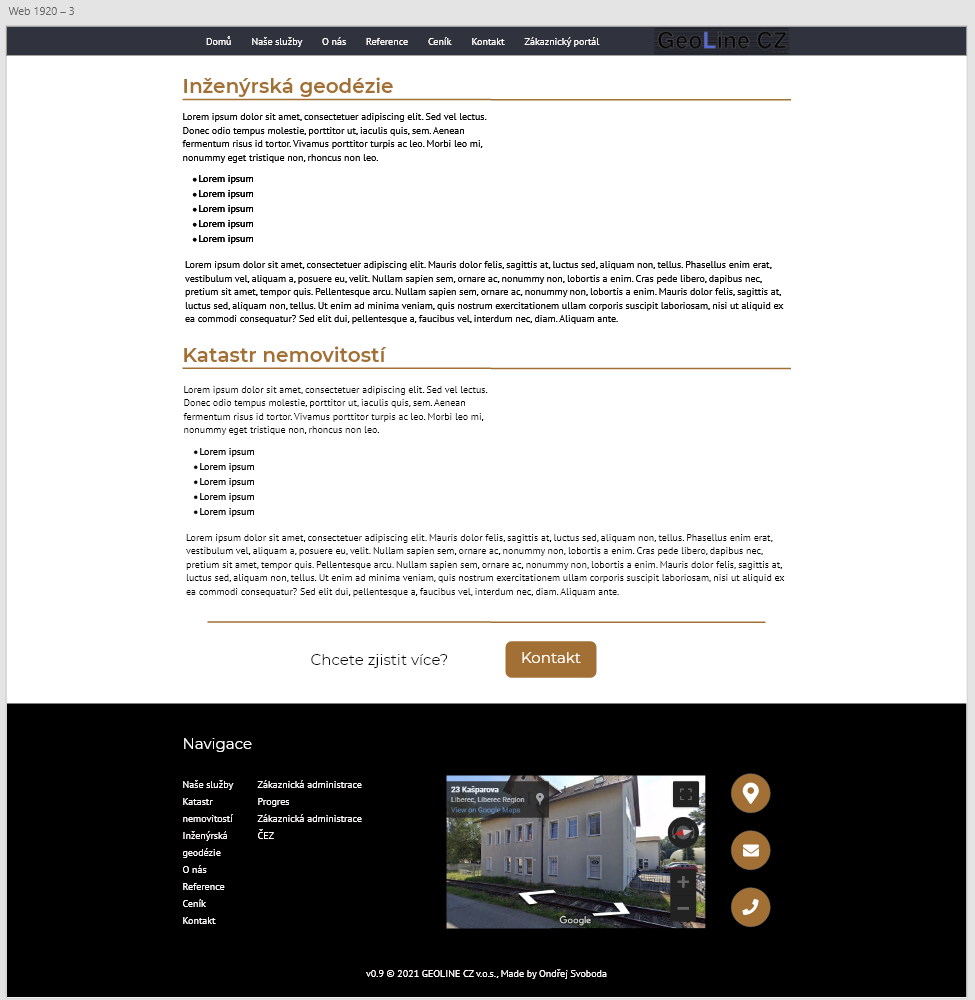 Web 1920 – 3
Domů Naše služby O nás Reference Ceník Kontakt Zákaznický portál GeoLine CZ
Inženýrská geodézie
Lorem ipsum dolor sit amet, consectetuer adipiscing elit. Sed vel lectus.
Donec odio tempus molestie, porttitor ut, iaculis quis, sem. Aenean
fermentum risus id tortor. Vivamus porttitor turpis ac leo. Morbi leo mi,
nonummy eget tristique non, rhoncus non leo.
• Lorem ipsum
• Lorem ipsum
• Lorem ipsum
• Lorem ipsum
• Lorem ipsum
Lorem ipsum dolor sit amet, consectetuer adipiscing elit. Mauris dolor felis, sagittis at, luctus sed, aliquam non, tellus. Phasellus enim erat,
vestibulum vel, aliquam a, posuere eu, velit. Nullam sapien sem, ornare ac, nonummy non, lobortis a enim. Cras pede libero, dapibus nec,
pretium sit amet, tempor quis. Pellentesque arcu. Nullam sapien sem, ornare ac, nonummy non, lobortis a enim. Mauris dolor felis, sagittis at,
luctus sed, aliquam non, tellus. Ut enim ad minima veniam, quis nostrum exercitationem ullam corporis suscipit laboriosam, nisi ut aliquid ex
ea commodi consequatur? Sed elit dui, pellentesque a, faucibus vel, interdum nec, diam. Aliquam ante.
Katastr nemovitostí
Lorem ipsum dolor sit amet, consectetuer adipiscing elit. Sed vel lectus.
Donec odio tempus molestie, porttitor ut, iaculis quis, sem. Aenean
fermentum risus id tortor. Vivamus porttitor turpis ac leo. Morbi leo mi,
nonummy eget tristique non, rhoncus non leo.
• Lorem ipsum
• Lorem ipsum
• Lorem ipsum
• Lorem ipsum
• Lorem ipsum
Lorem ipsum dolor sit amet, consectetuer adipiscing elit. Mauris dolor felis, sagittis at, luctus sed, aliquam non, tellus. Phasellus enim erat,
vestibulum vel, aliquam a, posuere eu, velit. Nullam sapien sem, ornare ac, nonummy non, lobortis a enim. Cras pede libero, dapibus nec,
pretium sit amet, tempor quis. Pellentesque arcu. Nullam sapien sem, ornare ac, nonummy non, lobortis a enim. Mauris dolor felis, sagittis at,
luctus sed, aliquam non, tellus. Ut enim ad minima veniam, quis nostrum exercitationem ullam corporis suscipit laboriosam, nisi ut aliquid ex
ea commodi consequatur? Sed elit dui, pellentesque a, faucibus vel, interdum nec, diam. Aliquam ante.
Chcete zjistit více? Kontakt
Navigace
Naše služby
Katastr
nemovitostí
Inženýrská
geodézie
O nás
Reference
Ceník
Kontakt
Zákaznická administrace
Progres
Zákaznická administrace
ČEZ
23 Kašparova
Liberec, Liberec Region
View on Google Maps
Google
v0.9 © 2021 GEOLINE CZ v.o.s., Made by Ondřej Svoboda